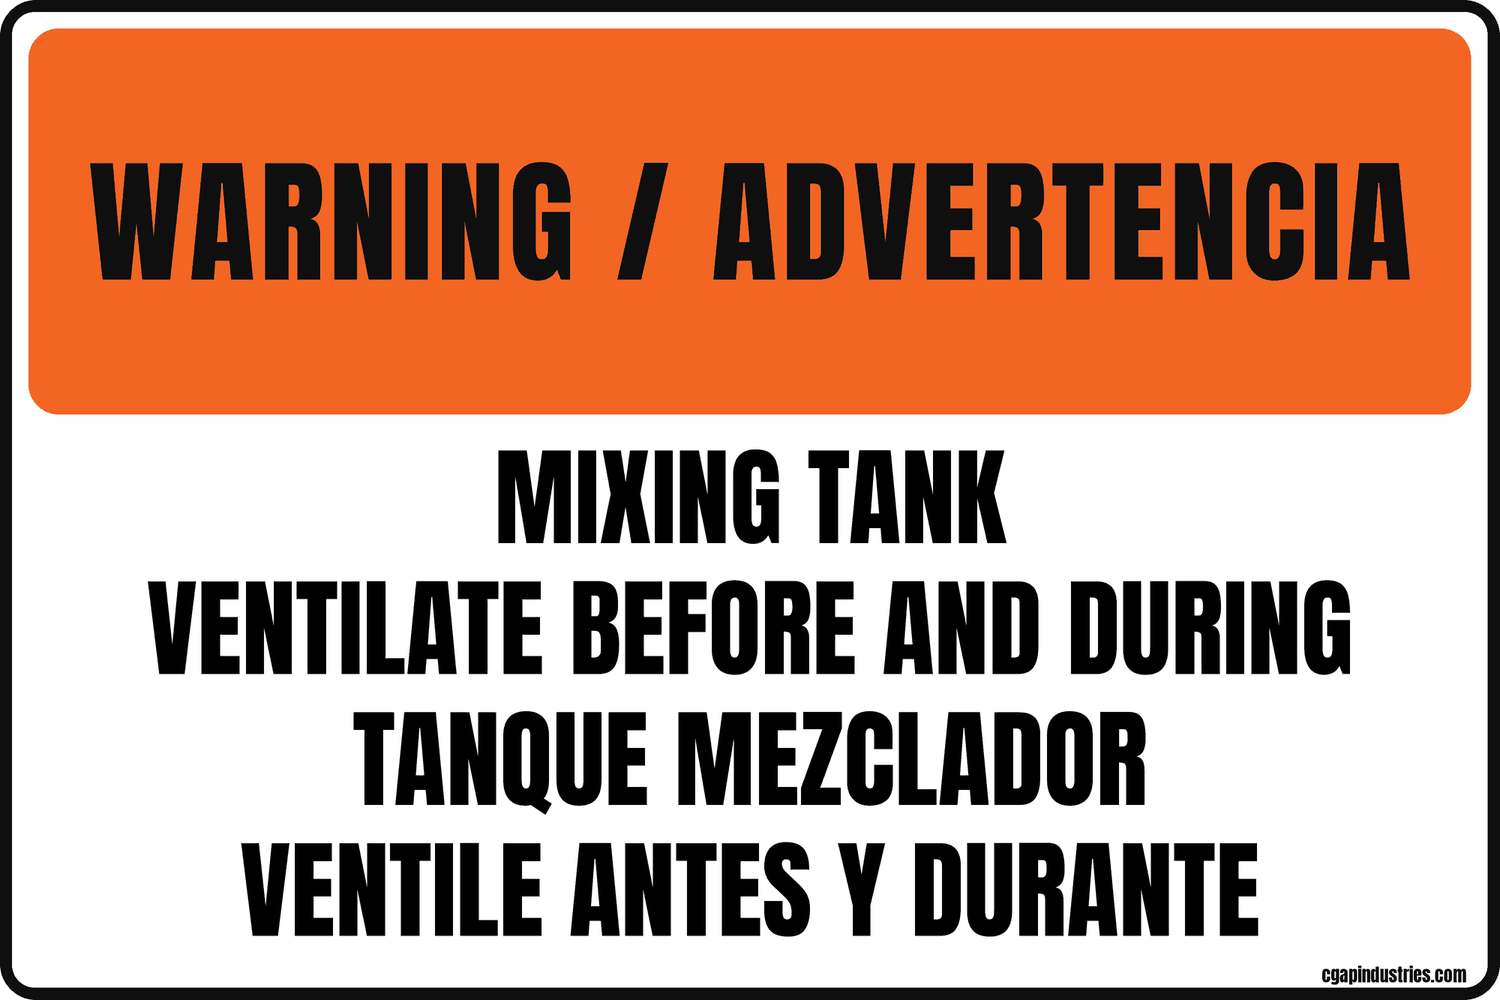 WARNING / ADVERTENCIA
MIXING TANK
VENTILATE BEFORE AND DURING
TANQUE MEZCLADOR
VENTILE ANTES Y DURANTE
cgapindustries.com